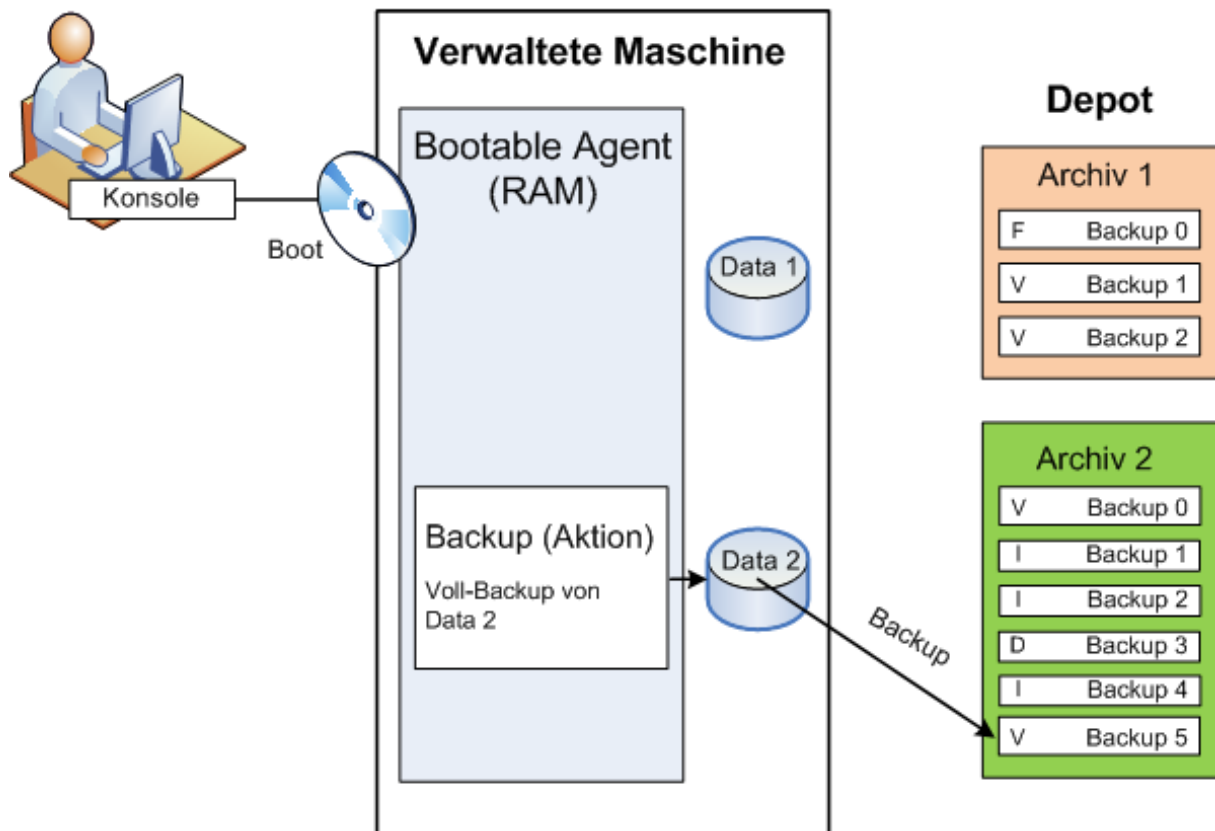 Verwaltete Maschine
Konsole
Boot
Bootable Agent
(RAM)
Data 1
Backup (Aktion)
Voll-Backup von
Data 2
Data 2
Backup
Depot
Archiv 1
F Backup 0
V Backup 1
V Backup 2
Archiv 2
V Backup 0
I Backup 1
I Backup 2
D Backup 3
I Backup 4
V Backup 5